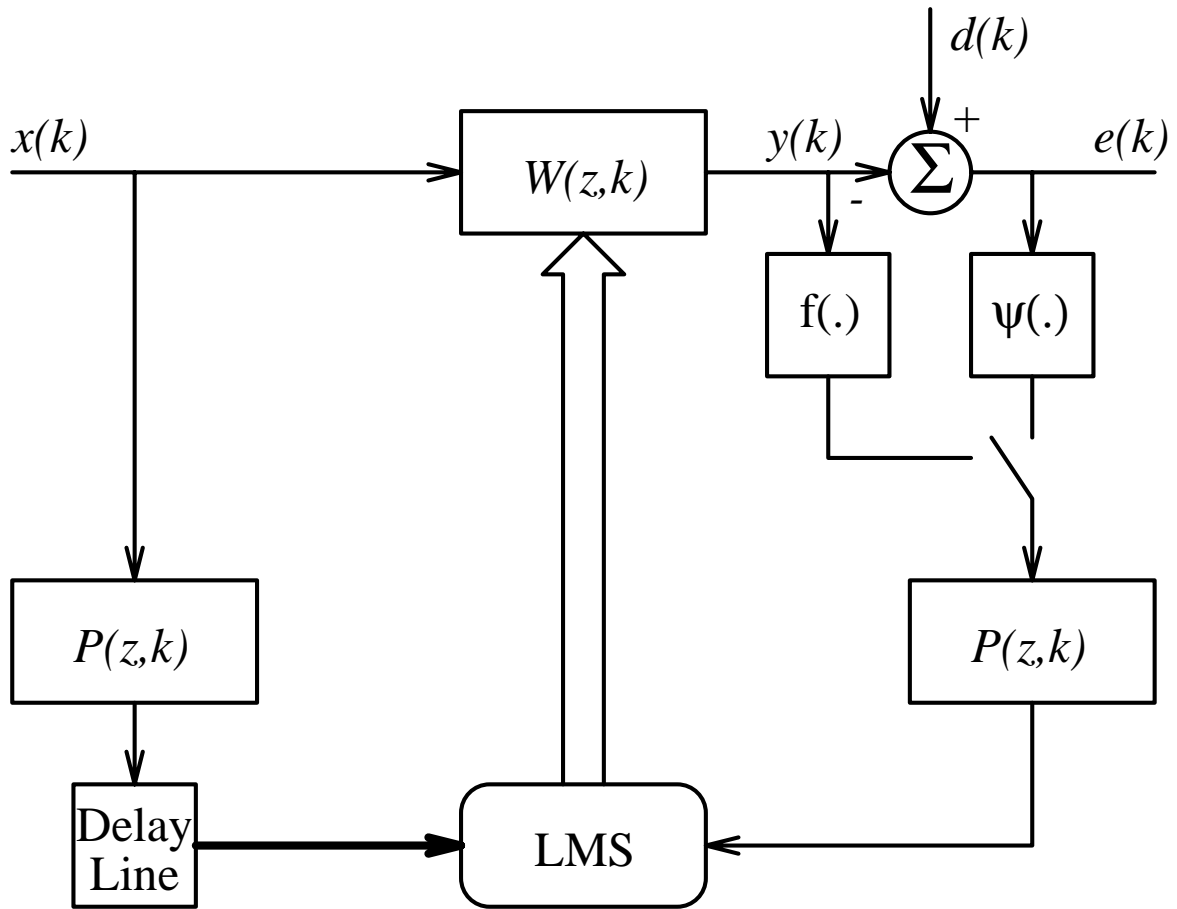 d(k)
x(k)
W(z,k)
y(k)
+
-
Σ
e(k)
f(.)
ψ(.)
P(z,k)
P(z,k)
Delay
Line
LMS